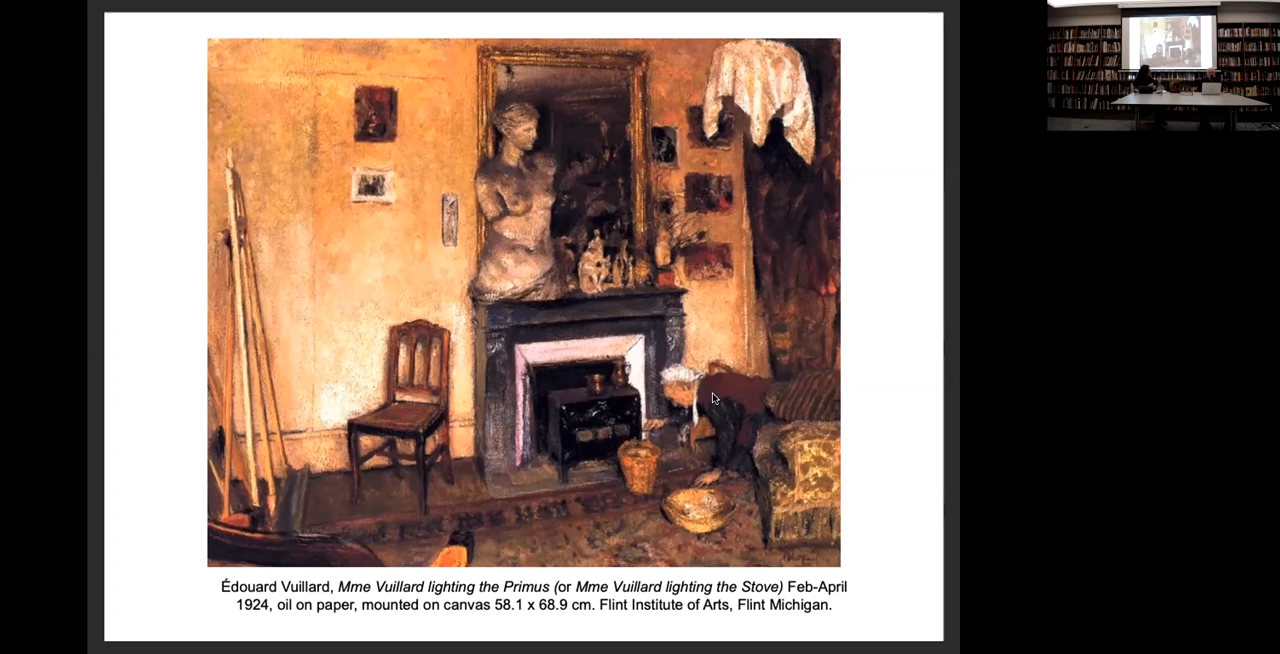 Édouard Vuillard, Mme Vuillard lighting the Primus (or Mme Vuillard lighting the Stove) Feb-April
1924, oil on paper, mounted on canvas 58.1 x 68.9 cm. Flint Institute of Arts, Flint Michigan.